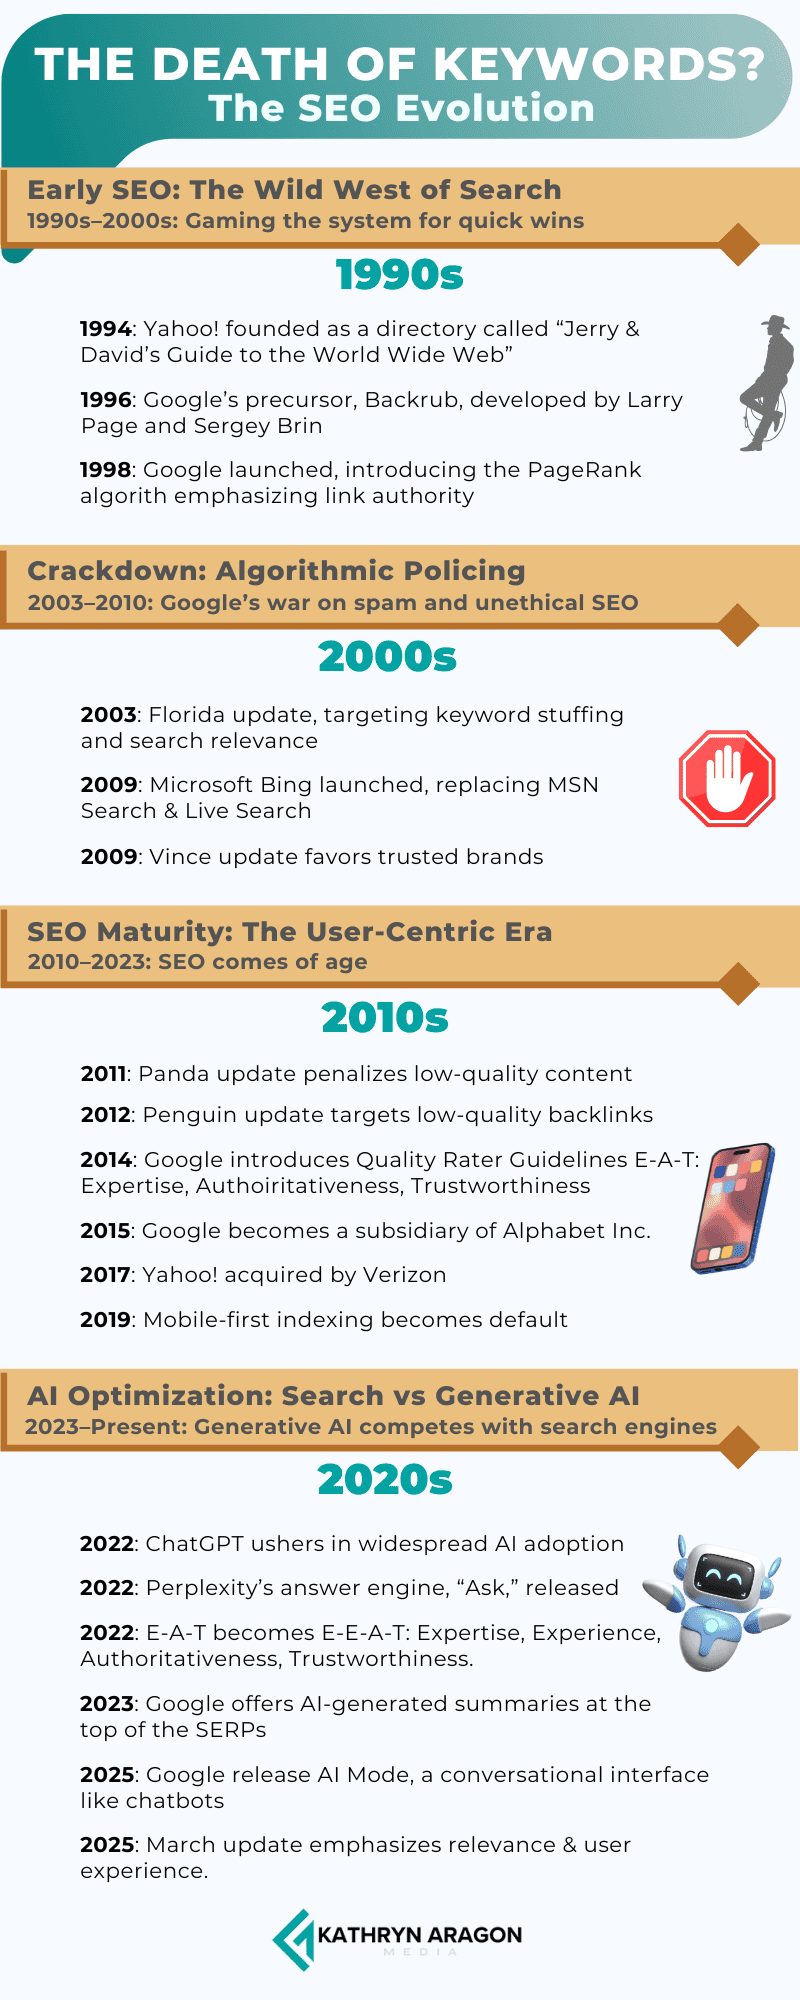 THE DEATH OF KEYWORDS?
The SEO Evolution
Early SEO: The Wild West of Search
1990s–2000s: Gaming the system for quick wins
1990s
1994: Yahoo! founded as a directory called “Jerry &
David’s Guide to the World Wide Web”
1996: Google’s precursor, Backrub, developed by Larry
Page and Sergey Brin
1998: Google launched, introducing the PageRank
algorith emphasizing link authority
Crackdown: Algorithmic Policing
2003–2010: Google’s war on spam and unethical SEO
2000s
2003: Florida update, targeting keyword stuffing
and search relevance
2009: Microsoft Bing launched, replacing MSN
Search & Live Search
2009: Vince update favors trusted brands
SEO Maturity: The User-Centric Era
2010–2023: SEO comes of age
2010s
2011: Panda update penalizes low-quality content
2012: Penguin update targets low-quality backlinks
2014: Google introduces Quality Rater Guidelines E-A-T:
Expertise, Authoiritativeness, Trustworthiness
2015: Google becomes a subsidiary of Alphabet Inc.
2017: Yahoo! acquired by Verizon
2019: Mobile-first indexing becomes default
AI Optimization: Search vs Generative AI
2023–Present: Generative AI competes with search engines
2020s
2022: ChatGPT ushers in widespread AI adoption
2022: Perplexity’s answer engine, “Ask,” released
2022: E-A-T becomes E-E-A-T: Expertise, Experience,
Authoritativeness, Trustworthiness.
2023: Google offers AI-generated summaries at the
top of the SERPs
2025: Google release AI Mode, a conversational interface
like chatbots
2025: March update emphasizes relevance & user
experience.
KATHRYN ARAGON
MEDIA